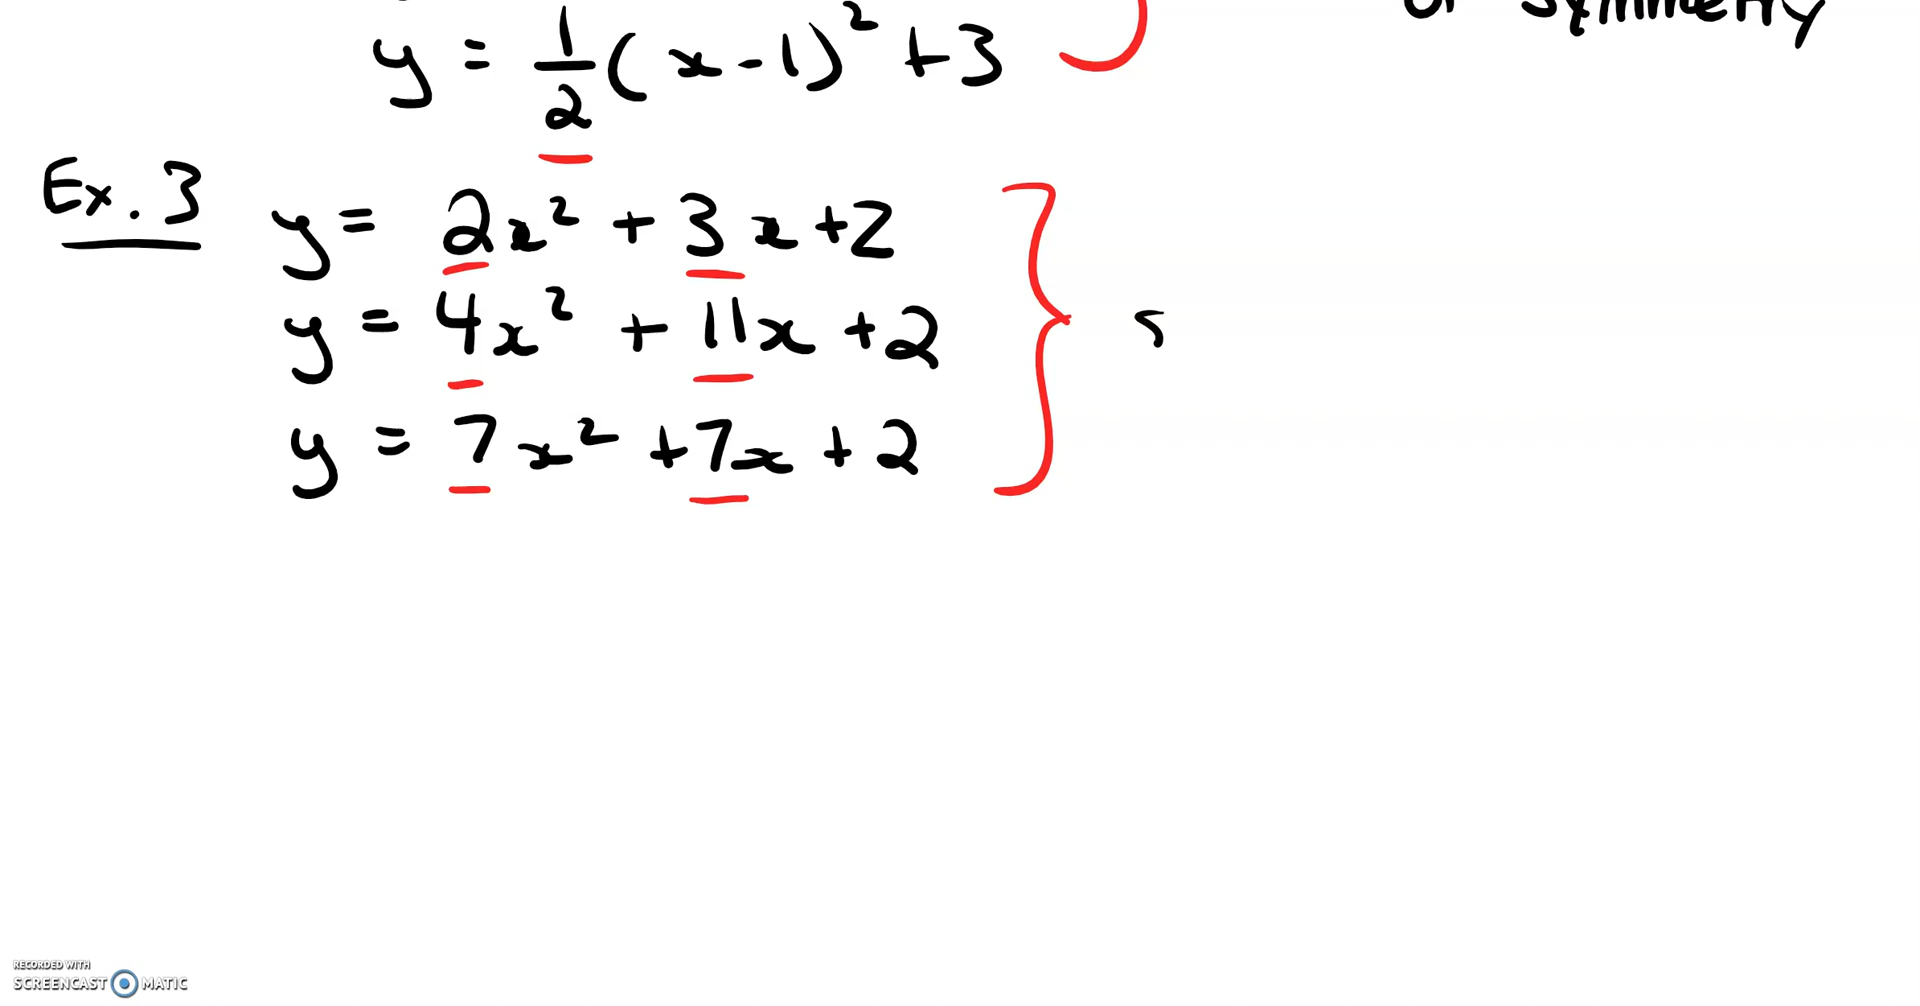 of symmetry
y = 1/2 (x-1)² +3
Ex. 3
y = 2x² + 3x +2
y = 4x² + 11x +2
y = 7x² +7x +2
s
RECORDED WITH
SCREENCAST MATIC